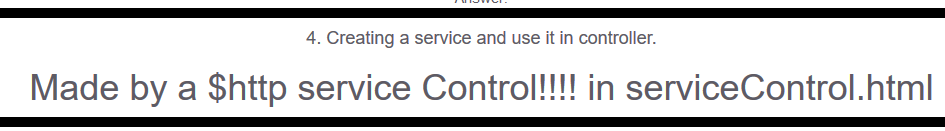 4. Creating a service and use it in controller.
Made by a $http service Control!!!! in serviceControl.html